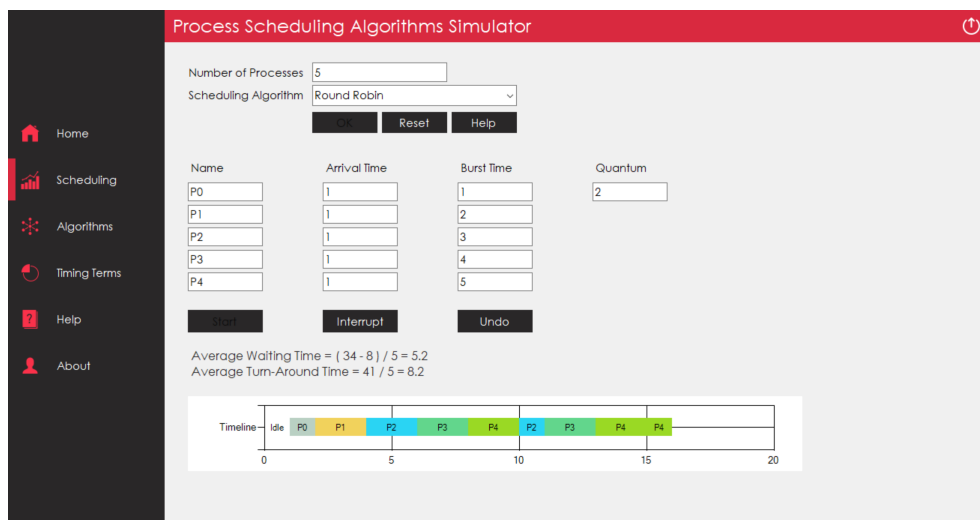 Process Scheduling Algorithms Simulator
Home
Scheduling
Algorithms
Timing Terms
Help
About
Number of Processes 5
Scheduling Algorithm Round Robin
OK Reset Help
Name Arrival Time Burst Time Quantum
P0 1 1 2
P1 1 2
P2 1 3
P3 1 4
P4 1 5
Start Interrupt Undo
Average Waiting Time = ( 34 - 8 ) / 5 = 5.2
Average Turn-Around Time = 41 / 5 = 8.2
Timeline Idle P0 P1 P2 P3 P4 P2 P3 P4 P4
0 5 10 15 20